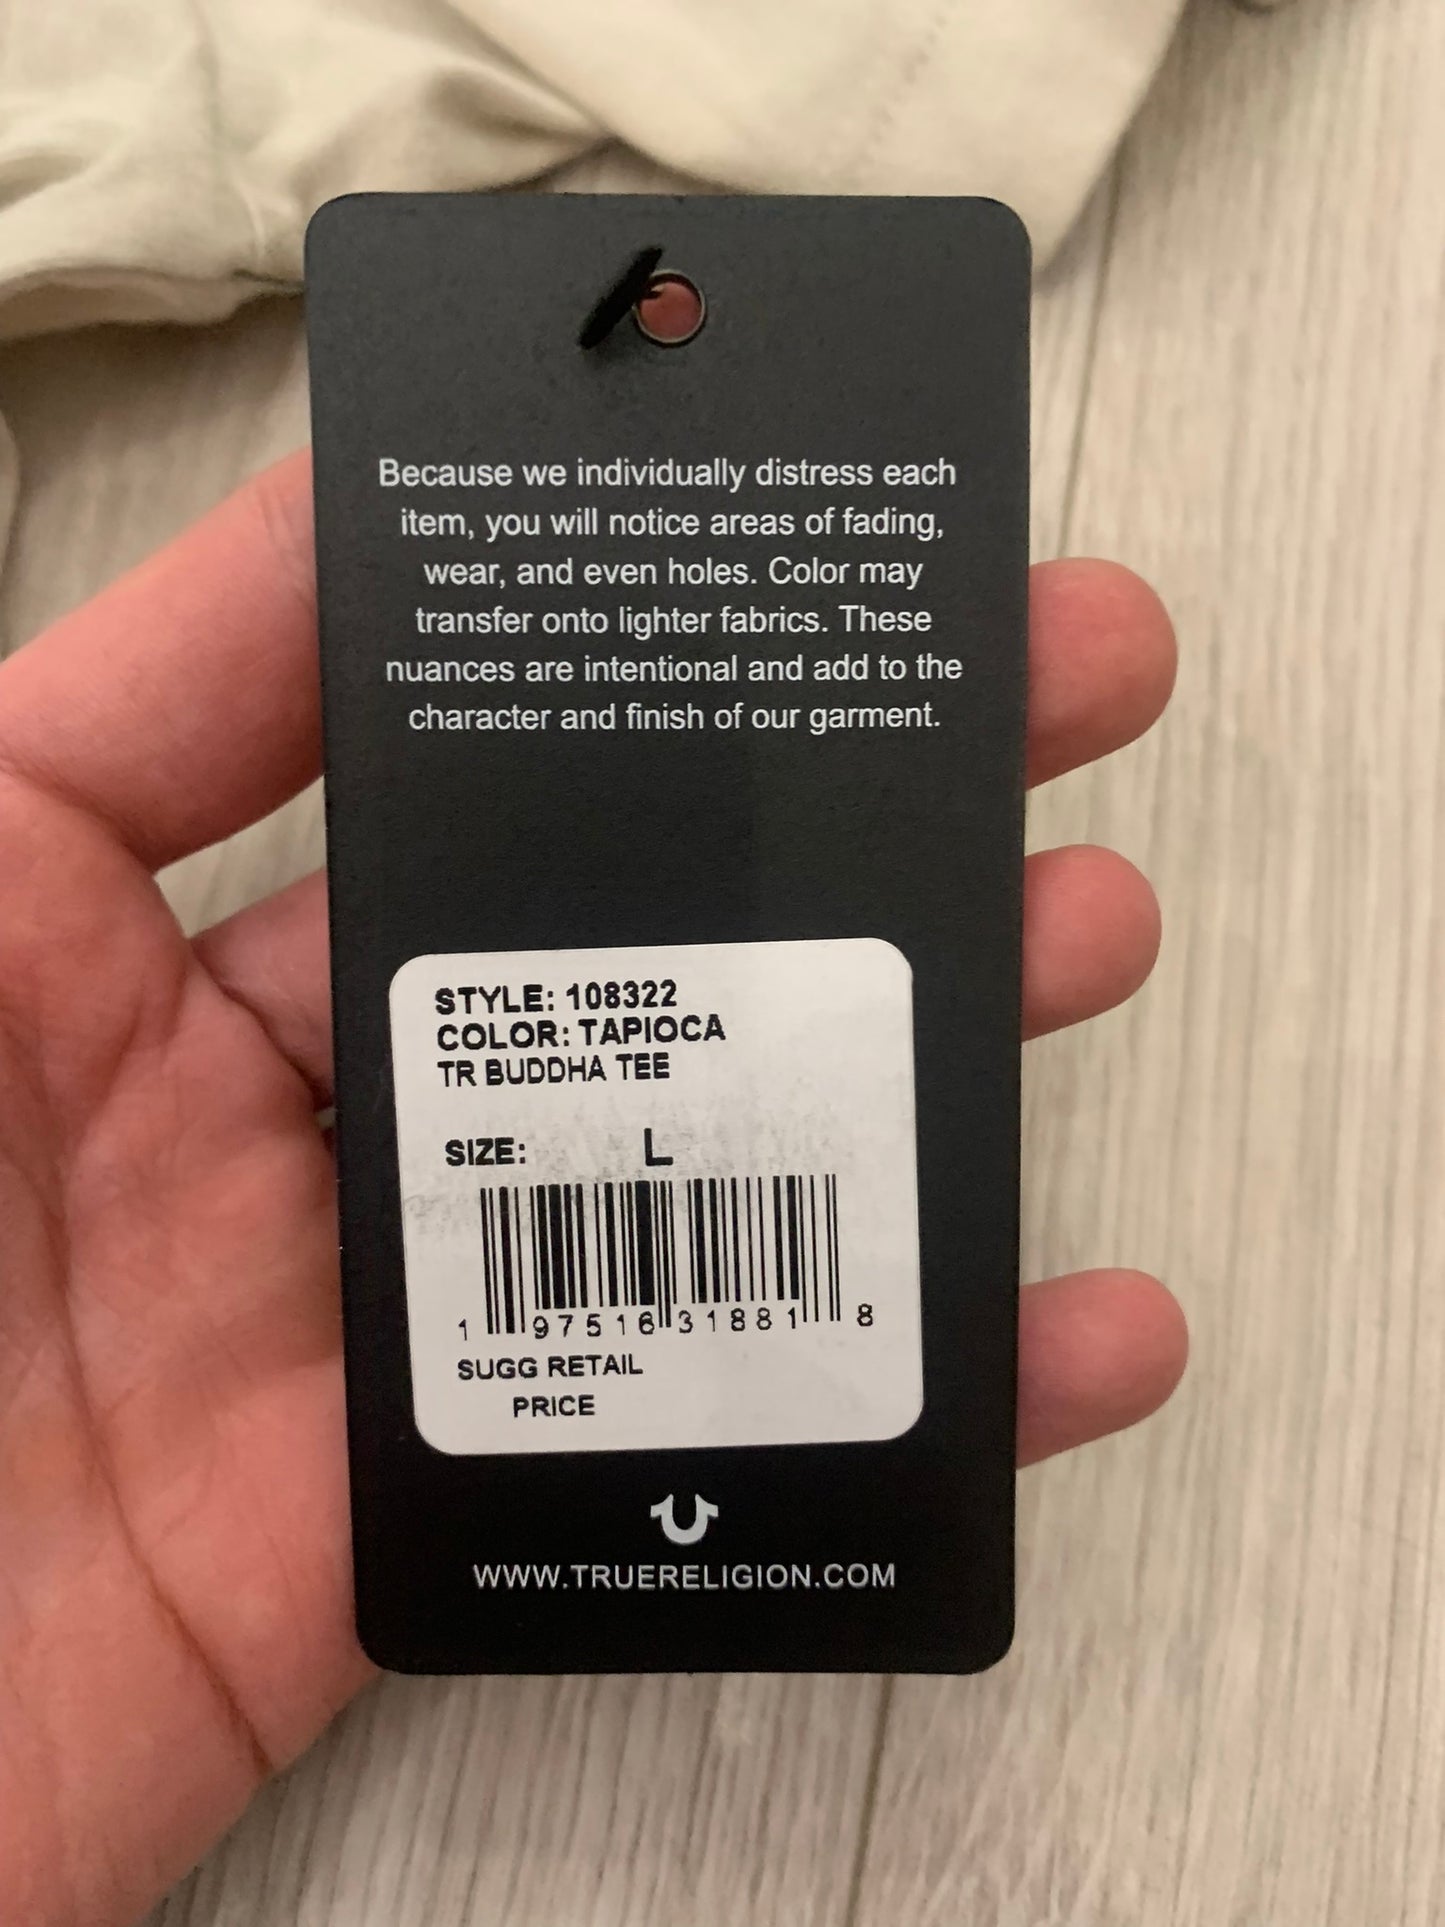 Because we individually distress each
item, you will notice areas of fading,
wear, and even holes. Color may
transfer onto lighter fabrics. These
nuances are intentional and add to the
character and finish of our garment.
STYLE: 108322
COLOR: TAPIOCA
TR BUDDHA TEE
SIZE: L
1 97516 31881 8
SUGG RETAIL
PRICE
WWW.TRUERELIGION.COM